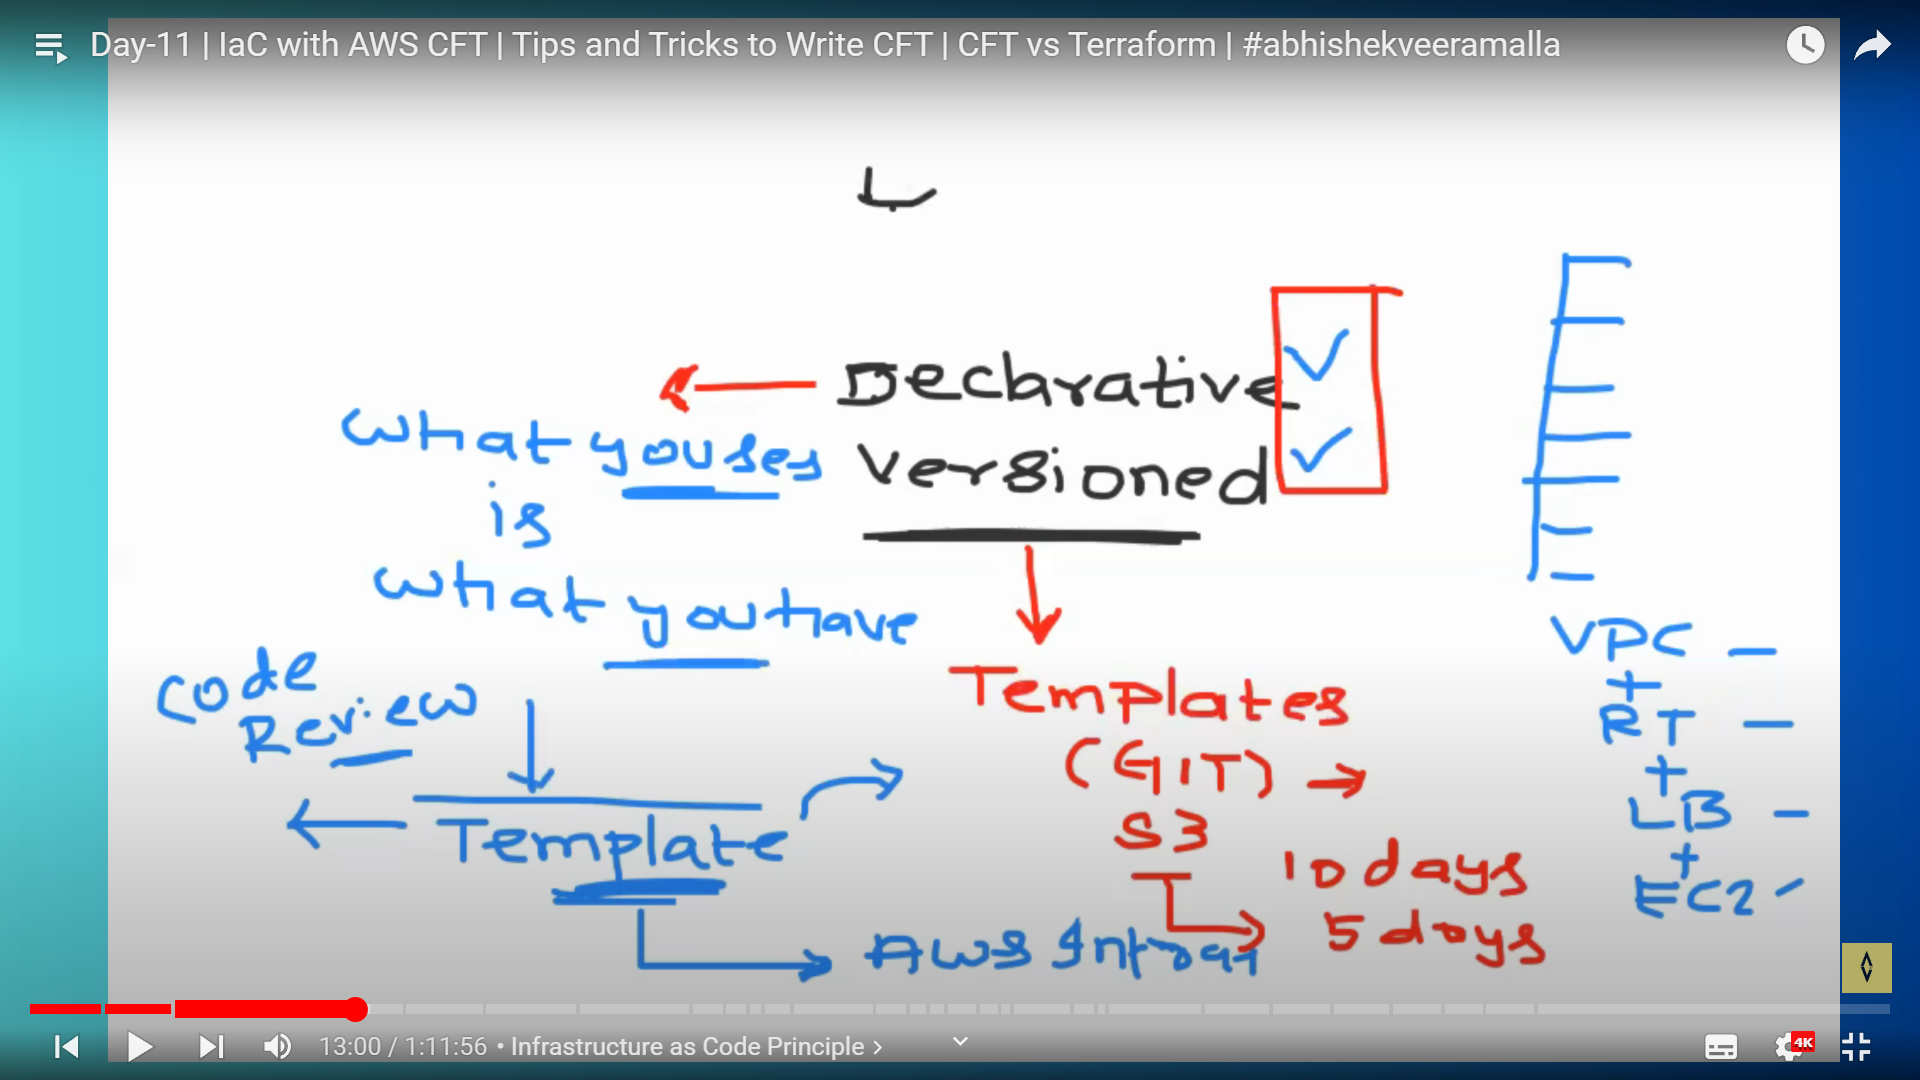 Day-11 | IaC with AWS CFT | Tips and Tricks to Write CFT | CFT vs Terraform | #abhishekveeramalla
Declarative
Versioned
what you ses
is
what you have
Code
Review
Template
AWS
Templates
(GIT)
S3
10 days
5 days
VPC -
+
RT -
+
LB -
+
EC2 -
13:00 / 1:11:56 • Infrastructure as Code Principle >
4K